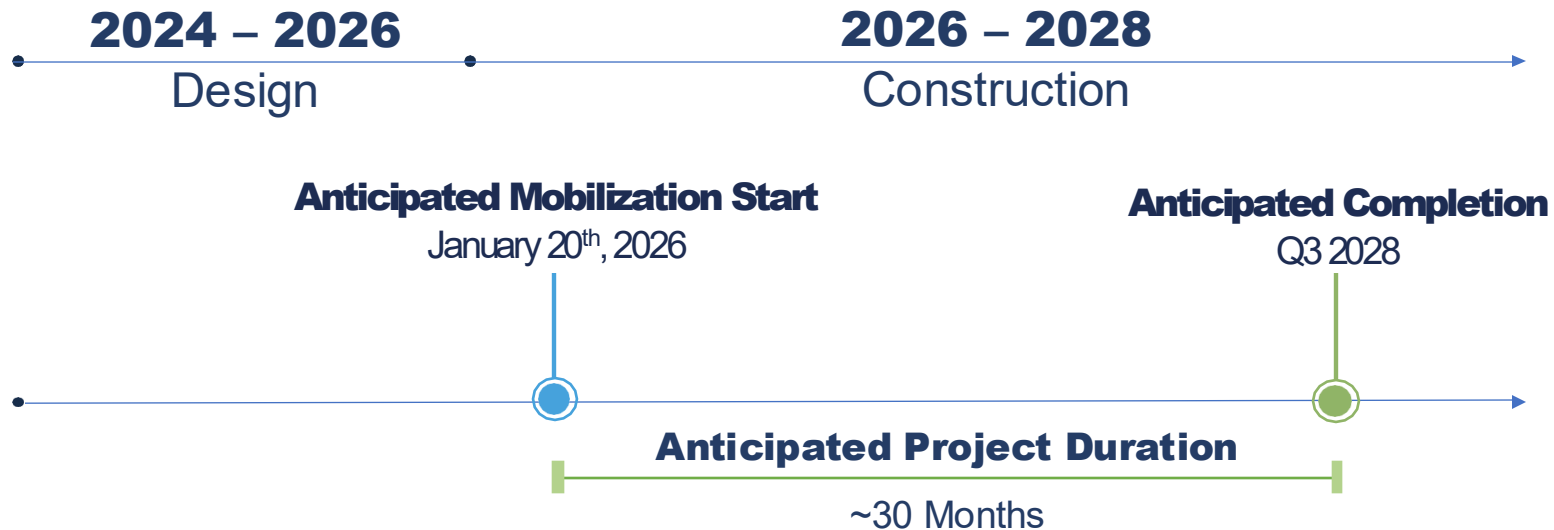 2024 – 2026
2026 – 2028
Design
Construction
Anticipated Mobilization Start
January 20th, 2026
Anticipated Completion
Q3 2028
Anticipated Project Duration
~30 Months